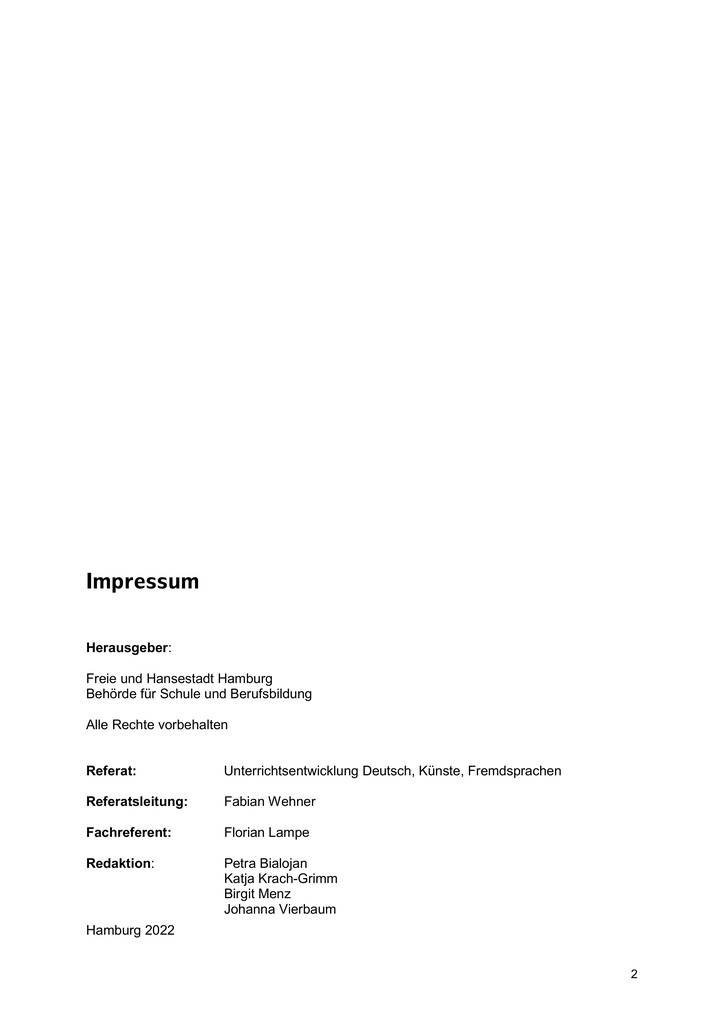 Impressum
Herausgeber:
Freie und Hansestadt Hamburg
Behörde für Schule und Berufsbildung
Alle Rechte vorbehalten
Referat: Unterrichtsentwicklung Deutsch, Künste, Fremdsprachen
Referatsleitung: Fabian Wehner
Fachreferent: Florian Lampe
Redaktion: Petra Bialojan
Katja Krach-Grimm
Birgit Menz
Johanna Vierbaum
Hamburg 2022
2